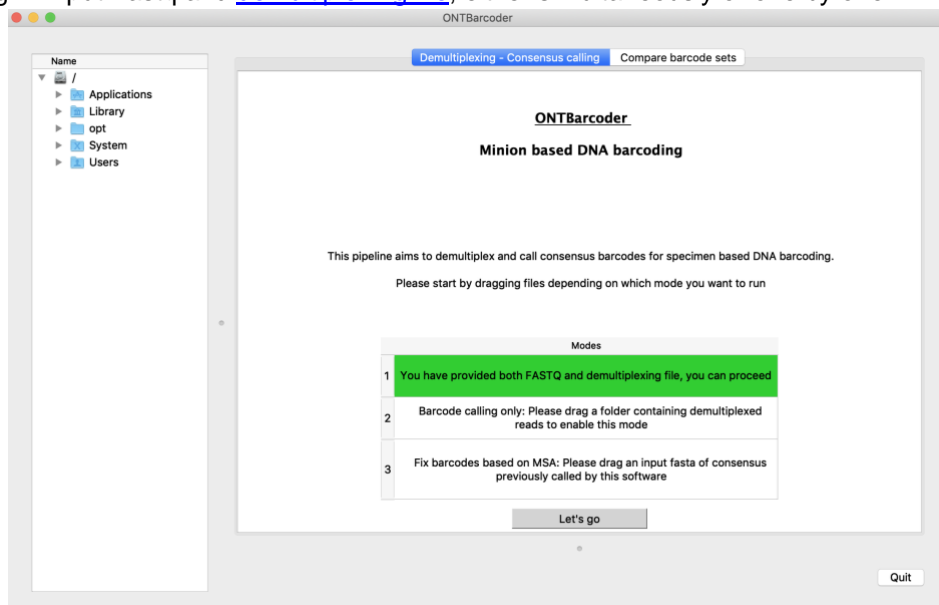 ONTBarcoder
Name
/
Applications
Library
opt
System
Users
Demultiplexing - Consensus calling
Compare barcode sets
ONTBarcoder
Minion based DNA barcoding
This pipeline aims to demultiplex and call consensus barcodes for specimen based DNA barcoding.
Please start by dragging files depending on which mode you want to run
Modes
1 You have provided both FASTQ and demultiplexing file, you can proceed
2 Barcode calling only: Please drag a folder containing demultiplexed
reads to enable this mode
3 Fix barcodes based on MSA: Please drag an input fasta of consensus
previously called by this software
Let's go
Quit